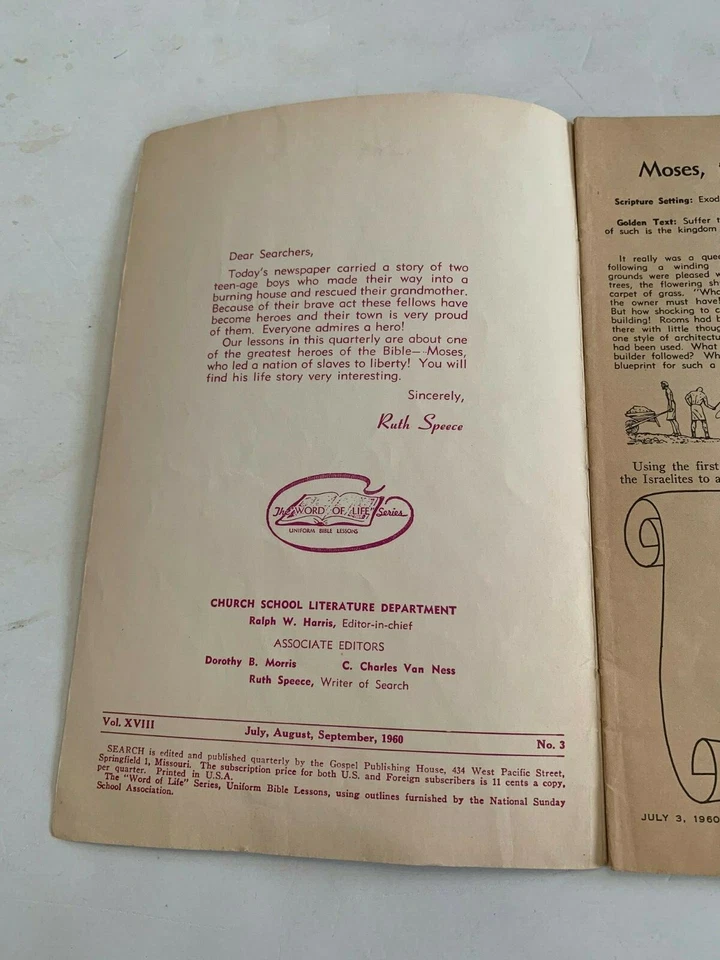 Dear Searchers,
Today's newspaper carried a story of two
teen-age boys who made their way into a
burning house and rescued their grandmother.
Because of their brave act these fellows have
become heroes and their town is very proud
of them. Everyone admires a hero!
Our lessons in this quarterly are about one
of the greatest heroes of the Bible—Moses,
who led a nation of slaves to liberty! You will
find his life story very interesting.
Sincerely,
Ruth Speece
The "WORD OF LIFE" Series
UNIFORM BIBLE LESSONS
CHURCH SCHOOL LITERATURE DEPARTMENT
Ralph W. Harris, Editor-in-chief
ASSOCIATE EDITORS
Dorothy B. Morris C. Charles Van Ness
Ruth Speece, Writer of Search
Vol. XVIII July, August, September, 1960 No. 3
SEARCH is edited and published quarterly by the Gospel Publishing House, 434 West Pacific Street,
Springfield 1, Missouri. The subscription price for both U.S. and Foreign subscribers is 11 cents a copy,
per quarter. Printed in U.S.A.
The "Word of Life" Series, Uniform Bible Lessons, using outlines furnished by the National Sunday
School Association.
Moses,
Scripture Setting: Exod
Golden Text: Suffer
of such is the kingdom
It really was a
following a winding
grounds were pleased
trees, the flowering
carpet of grass.
the owner must have
But how shocking to
building! Rooms had
there with little
one style of
had been used. What
builder followed?
blueprint for such a
Using the first
the Israelites to
JULY 3, 1960